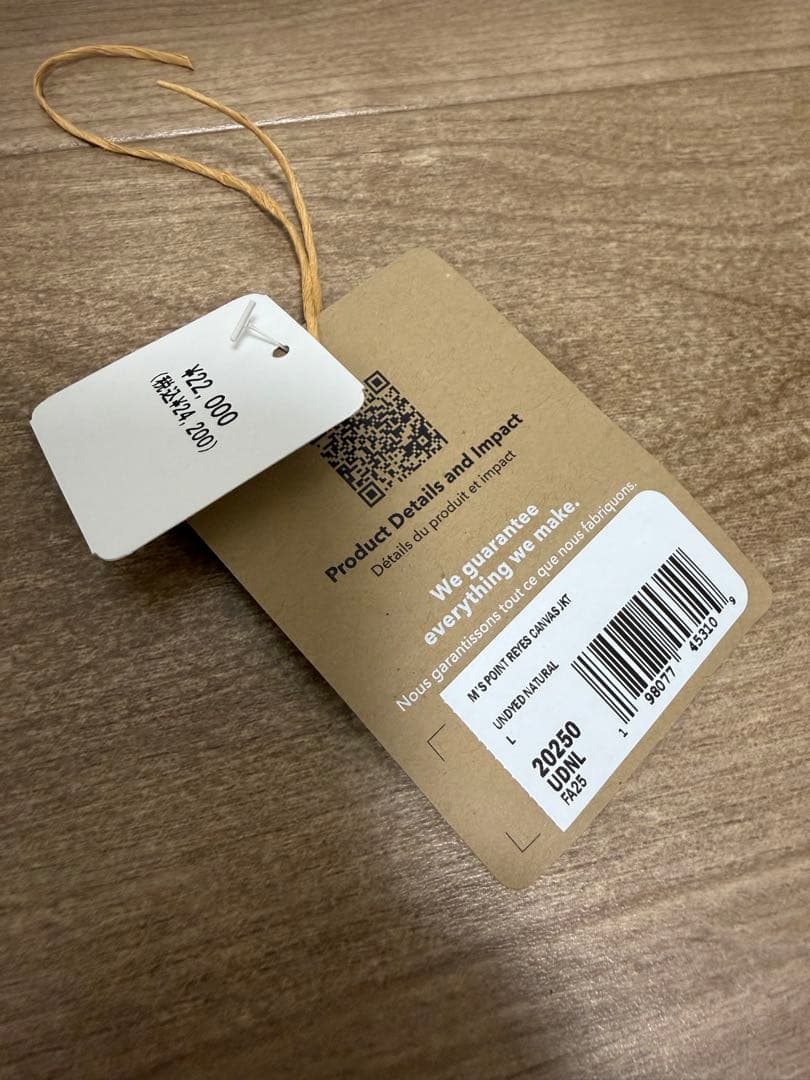 ¥22,000
(税込¥24,200)
Product Details and Impact
Détails du produit et impact
We guarantee
everything we make.
Nous garantissons tout ce que nous fabriquons.
M'S POINT REYES CANVAS JKT
UNDYED NATURAL
L
20250
UDNL
FA25
1 98077 45310 9